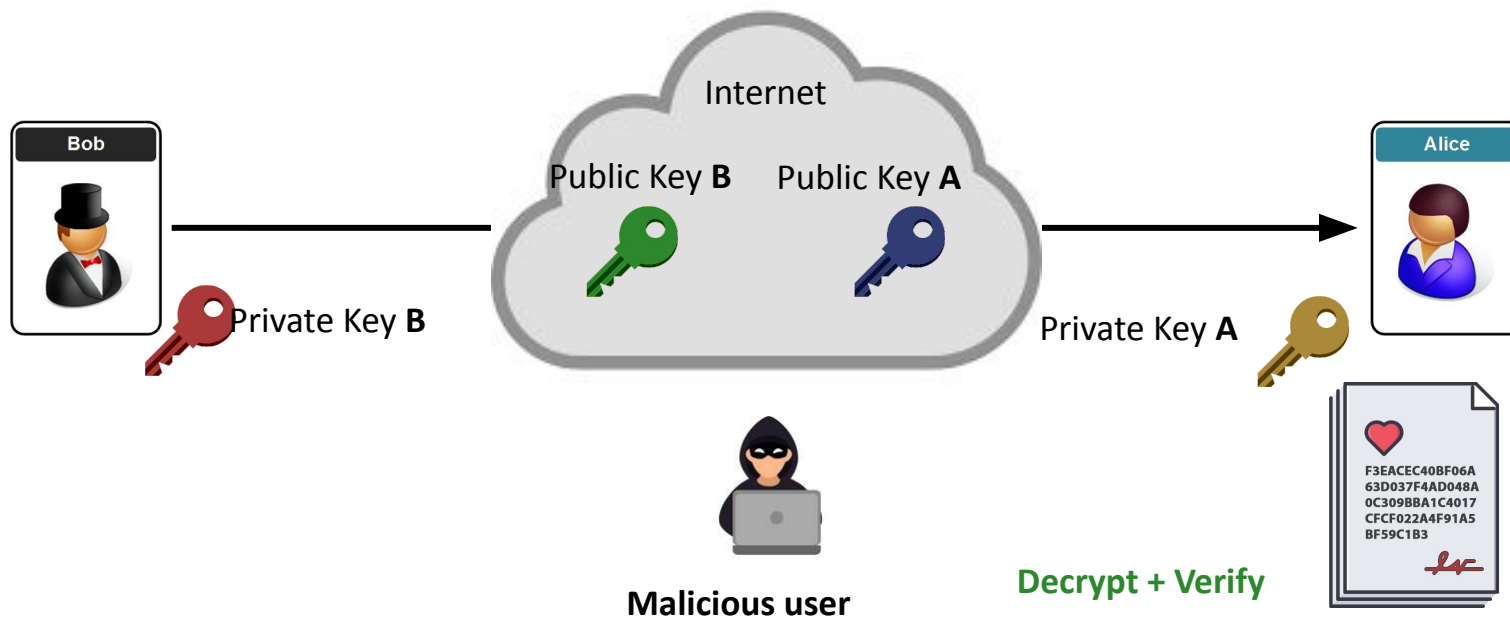 Internet
Bob
Alice
Public Key B
Public Key A
Private Key B
Private Key A
F3EACEC40BF06A
63D037F4AD048A
0C309BBA1C4017
CFCF022A4F91A5
BF59C1B3
Decrypt + Verify
Malicious user